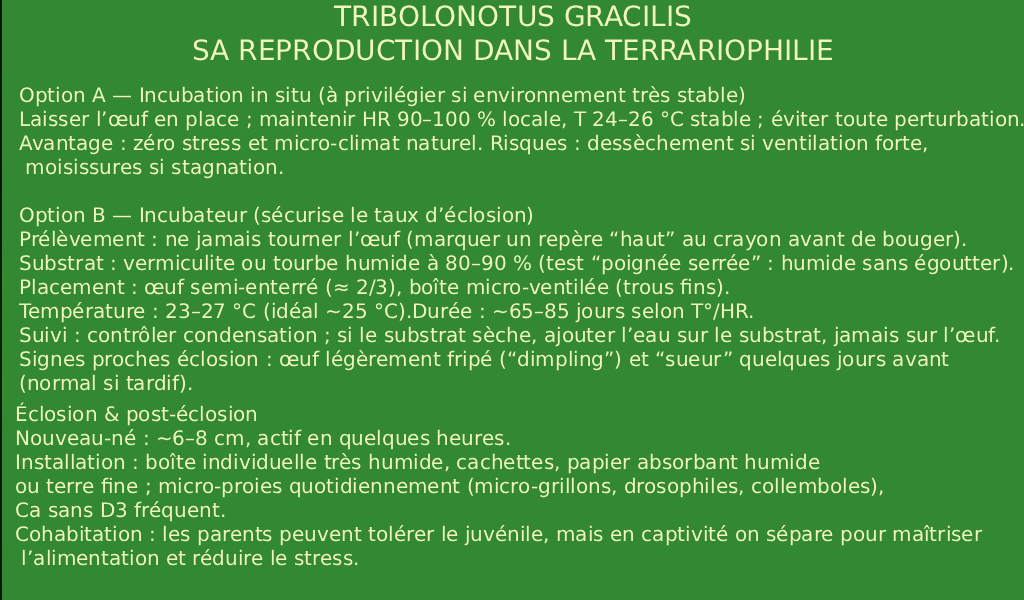 TRIBOLONOTUS GRACILIS
SA REPRODUCTION DANS LA TERRARIOPHILIE
Option A — Incubation in situ (à privilégier si environnement très stable)
Laisser l’œuf en place ; maintenir HR 90–100 % locale, T 24–26 °C stable ; éviter toute perturbation.
Avantage : zéro stress et micro-climat naturel. Risques : dessèchement si ventilation forte,
moisissures si stagnation.
Option B — Incubateur (sécurise le taux d’éclosion)
Prélèvement : ne jamais tourner l’œuf (marquer un repère “haut” au crayon avant de bouger).
Substrat : vermiculite ou tourbe humide à 80–90 % (test “poignée serrée” : humide sans égoutter).
Placement : œuf semi-enterré (≈ 2/3), boîte micro-ventilée (trous fins).
Température : 23–27 °C (idéal ~25 °C).Durée : ~65–85 jours selon T°/HR.
Suivi : contrôler condensation ; si le substrat sèche, ajouter l’eau sur le substrat, jamais sur l’œuf.
Signes proches éclosion : œuf légèrement fripé (“dimpling”) et “sueur” quelques jours avant
(normal si tardif).
Éclosion & post-éclosion
Nouveau-né : ~6–8 cm, actif en quelques heures.
Installation : boîte individuelle très humide, cachettes, papier absorbant humide
ou terre fine ; micro-proies quotidiennement (micro-grillons, drosophiles, collemboles),
Ca sans D3 fréquent.
Cohabitation : les parents peuvent tolérer le juvénile, mais en captivité on sépare pour maîtriser
l’alimentation et réduire le stress.